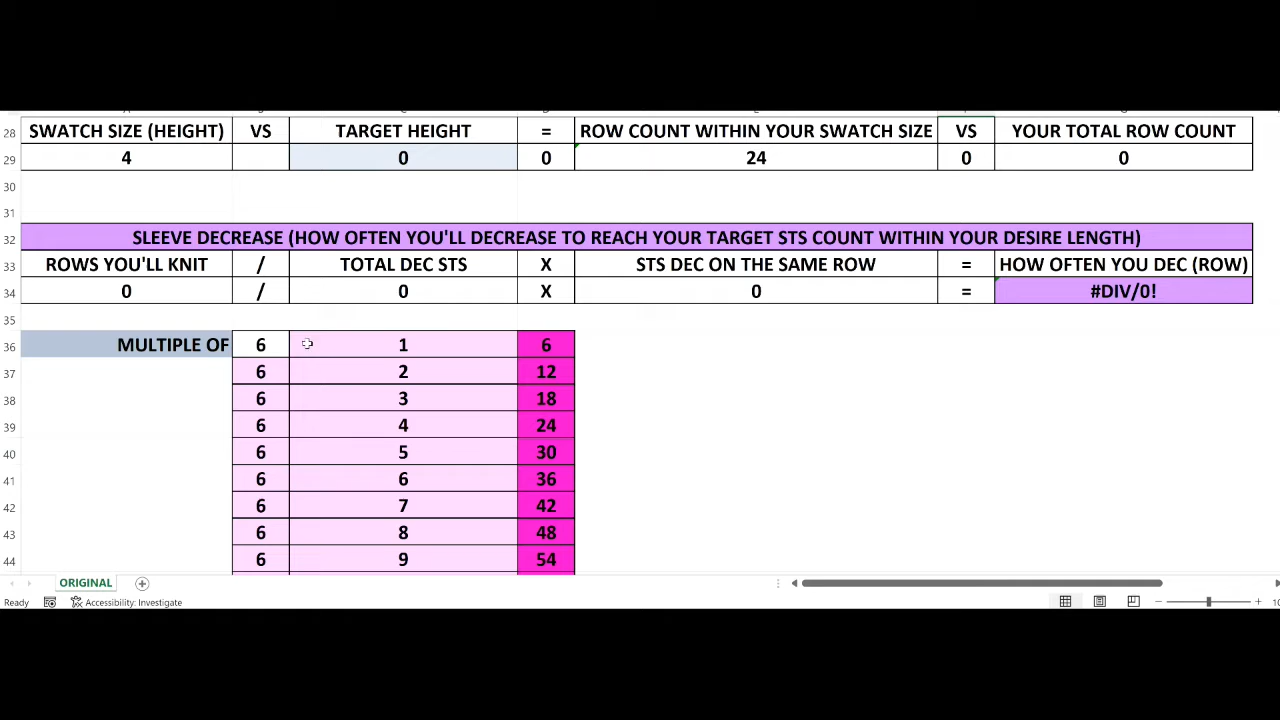 28 SWATCH SIZE (HEIGHT) VS TARGET HEIGHT = ROW COUNT WITHIN YOUR SWATCH SIZE VS YOUR TOTAL ROW COUNT
29 4 0 0 24 0 0
30
31
32 SLEEVE DECREASE (HOW OFTEN YOU'LL DECREASE TO REACH YOUR TARGET STS COUNT WITHIN YOUR DESIRE LENGTH)
33 ROWS YOU'LL KNIT / TOTAL DEC STS X STS DEC ON THE SAME ROW = HOW OFTEN YOU DEC (ROW)
34 0 / 0 X 0 = #DIV/0!
35
36 MULTIPLE OF 6 1 6
37 6 2 12
38 6 3 18
39 6 4 24
40 6 5 30
41 6 6 36
42 6 7 42
43 6 8 48
44 6 9 54
ORIGINAL
Ready Accessibility: Investigate